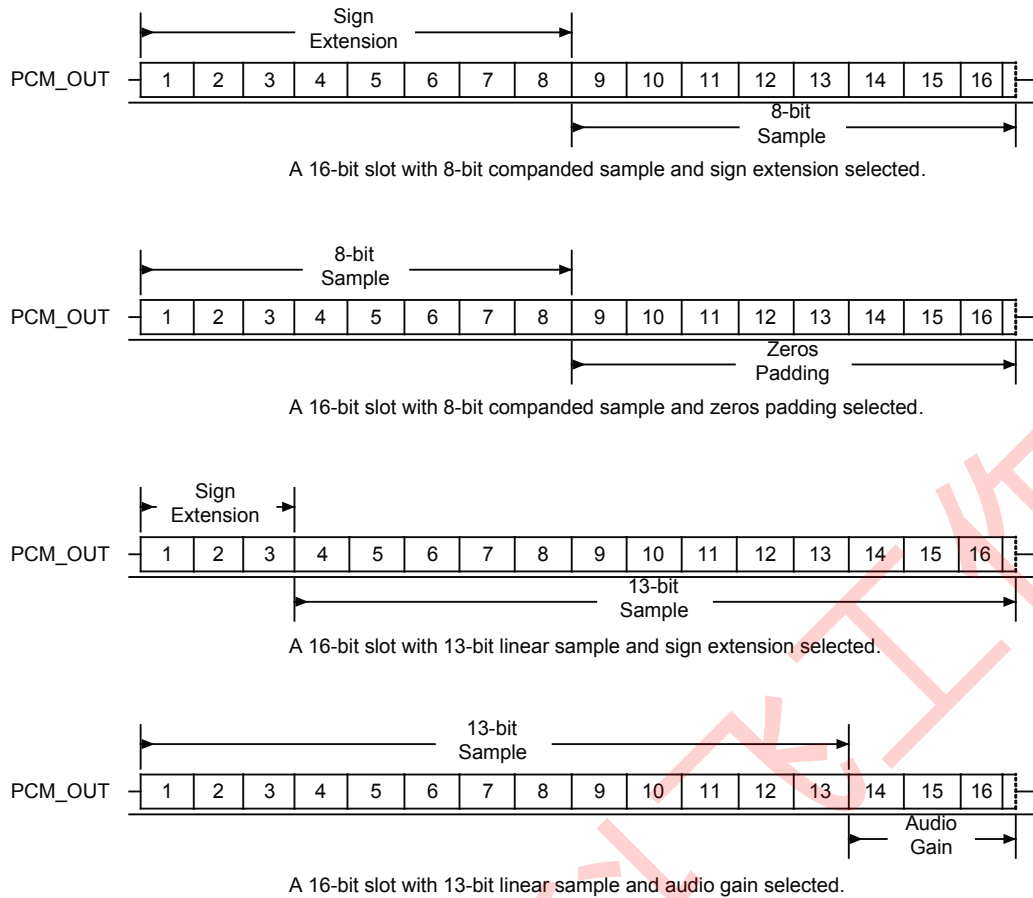 Sign
Extension
PCM_OUT 1 2 3 4 5 6 7 8 9 10 11 12 13 14 15 16
8-bit
Sample
A 16-bit slot with 8-bit companded sample and sign extension selected.
8-bit
Sample
PCM_OUT 1 2 3 4 5 6 7 8 9 10 11 12 13 14 15 16
Zeros
Padding
A 16-bit slot with 8-bit companded sample and zeros padding selected.
Sign
Extension
PCM_OUT 1 2 3 4 5 6 7 8 9 10 11 12 13 14 15 16
13-bit
Sample
A 16-bit slot with 13-bit linear sample and sign extension selected.
13-bit
Sample
PCM_OUT 1 2 3 4 5 6 7 8 9 10 11 12 13 14 15 16
Audio
Gain
A 16-bit slot with 13-bit linear sample and audio gain selected.
飞工作